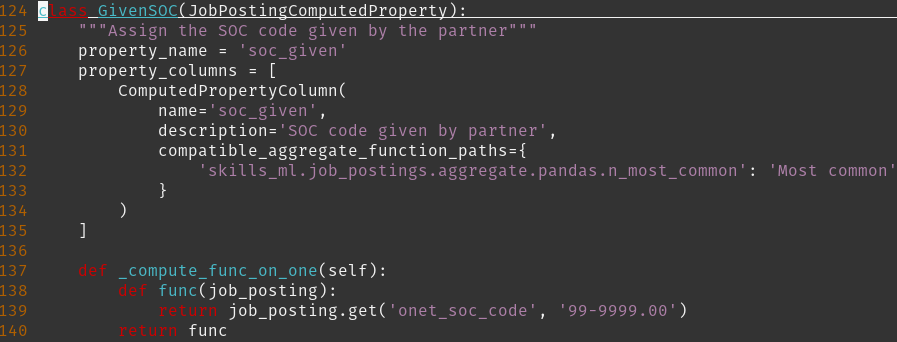 124 class GivenSOC(JobPostingComputedProperty):
125     """Assign the SOC code given by the partner"""
126     property_name = 'soc_given'
127     property_columns = [
128         ComputedPropertyColumn(
129             name='soc_given',
130             description='SOC code given by partner',
131             compatible_aggregate_function_paths={
132                 'skills_ml.job_postings.aggregate.pandas.n_most_common': 'Most common'
133             }
134         )
135     ]
136
137     def _compute_func_on_one(self):
138         def func(job_posting):
139             return job_posting.get('onet_soc_code', '99-9999.00')
140         return func